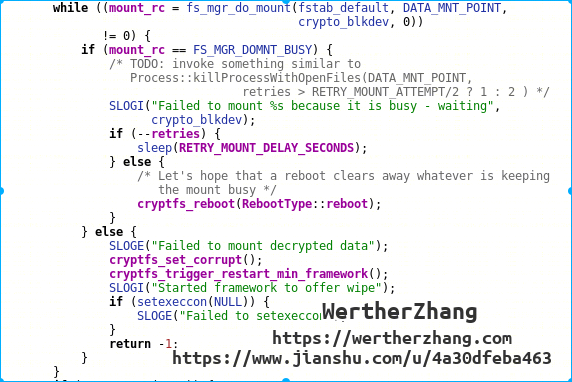 while ((mount_rc = fs_mgr_do_mount(fstab_default, DATA_MNT_POINT,
crypto_blkdev, 0))
!= 0) {
if (mount_rc == FS_MGR_DOMNT_BUSY) {
/* TODO: invoke something similar to
Process::killProcessWithOpenFiles(DATA_MNT_POINT,
retries > RETRY_MOUNT_ATTEMPT/2 ? 1 : 2 ) */
SLOGI("Failed to mount %s because it is busy - waiting",
crypto_blkdev);
if (--retries) {
sleep(RETRY_MOUNT_DELAY_SECONDS);
} else {
/* Let's hope that a reboot clears away whatever is keeping
the mount busy */
cryptfs_reboot(RebootType::reboot);
}
} else {
SLOGE("Failed to mount decrypted data");
cryptfs_set_corrupt();
cryptfs_trigger_restart_min_framework();
SLOGI("Started framework to offer wipe");
if (setexeccon(NULL)) {
SLOGE("Failed to setexeccon
WertherZhang
}
https://wertherzhang.com
return -1;
}
https://www.jianshu.com/u/4a30dfeba463
}